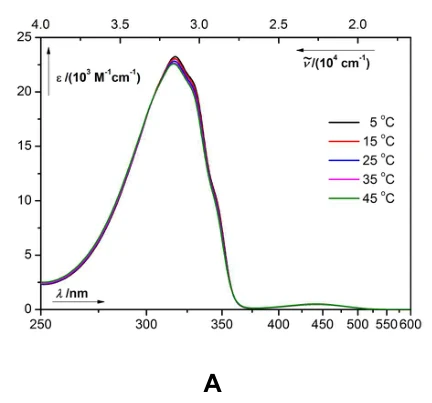 4.0 3.5 3.0 2.5 2.0
25
ε /(10³ M⁻¹cm⁻¹)
ν̃/(10⁴ cm⁻¹)
20
5 °C
15 °C
25 °C
35 °C
45 °C
15
10
5
λ /nm
0
250 300 350 400 450 500 550 600
A